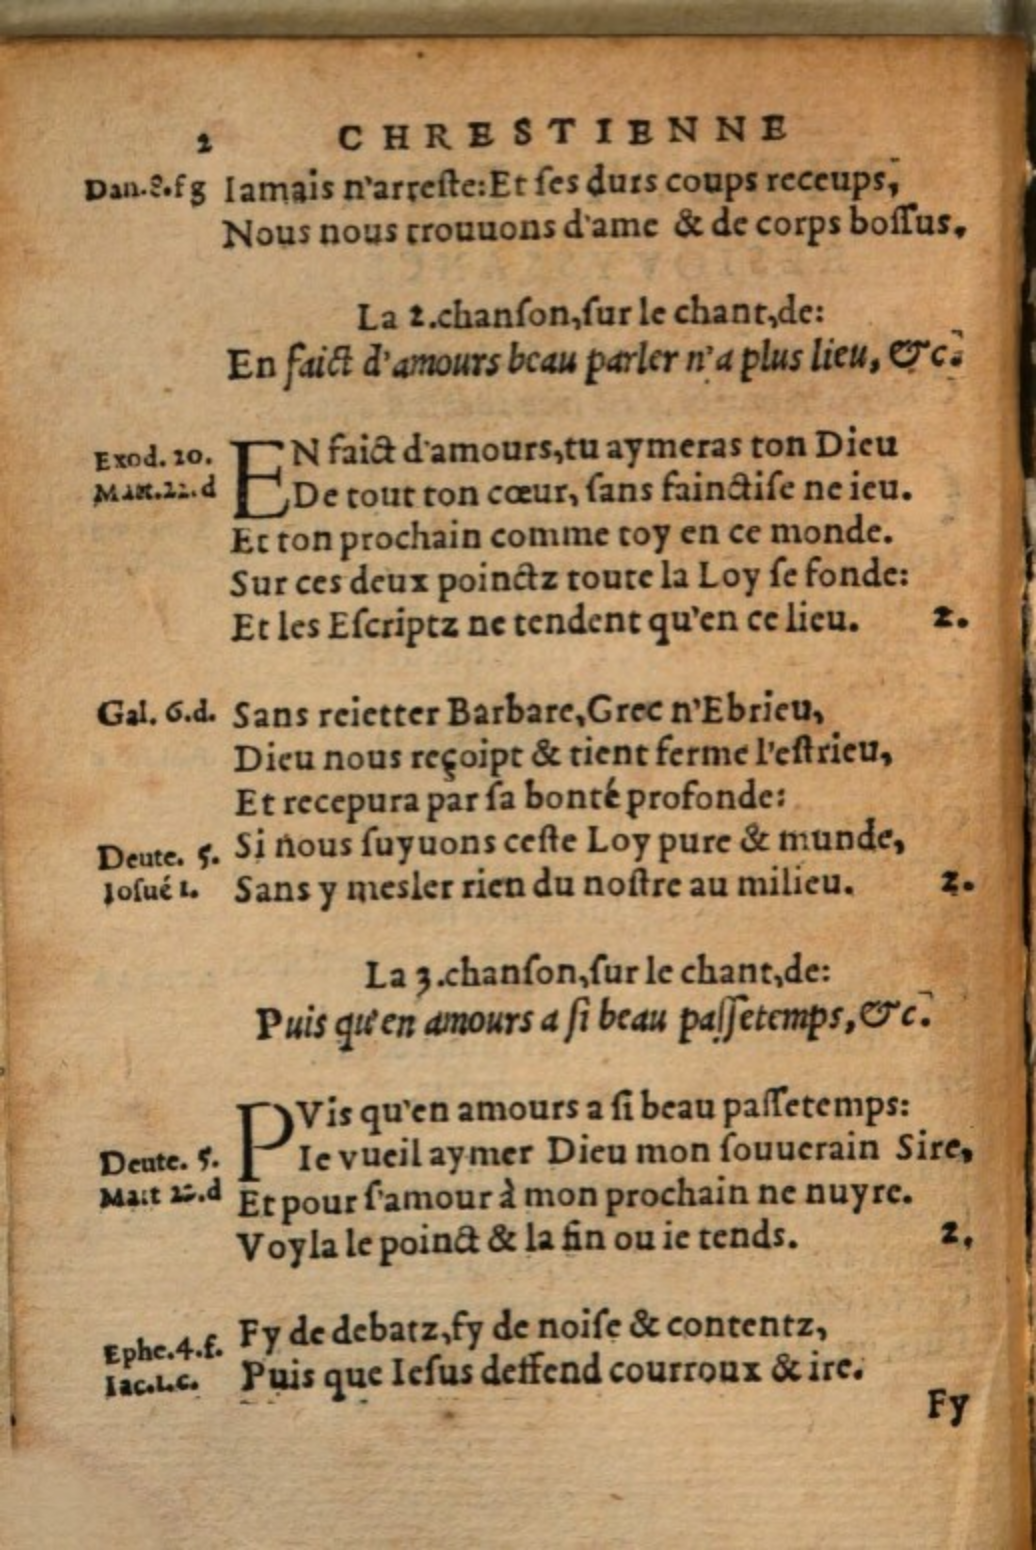 2 CHRESTIENNE
Dan.9.f g Iamais n'arreſte:Et ſes durs coups receups,
Nous nous trouuons d'ame & de corps boſſus.
La 2.chanſon,ſur le chant,de:
En faict d'amours beau parler n'a plus lieu, &c.
Exod. 20. EN faict d'amours,tu aymeras ton Dieu
Mat.22.d De tout ton cœur, ſans fainctiſe ne ieu.
Et ton prochain comme toy en ce monde.
Sur ces deux poinctz toute la Loy ſe fonde:
Et les Eſcriptz ne tendent qu'en ce lieu. 2.
Gal. 6.d. Sans reietter Barbare,Grec n'Ebrieu,
Dieu nous reçoipt & tient ferme l'eſtrieu,
Et recepura par ſa bonté profonde:
Deute. 5. Si nous ſuyuons ceſte Loy pure & munde,
Ioſué 1. Sans y mesler rien du noſtre au milieu. 2.
La 3.chanſon,ſur le chant,de:
Puis qu'en amours a ſi beau paſſetemps,&c.
PVis qu'en amours a ſi beau paſſetemps:
Deute. 5. Ie vueil aymer Dieu mon ſouuerain Sire,
Matt 22.d Et pour ſ'amour à mon prochain ne nuyre.
Voyla le poinct & la fin ou ie tends. 2,
Ephe.4.f. Fy de debatz,fy de noiſe & contentz,
Iac.1.c. Puis que Ieſus deffend courroux & ire.
Fy